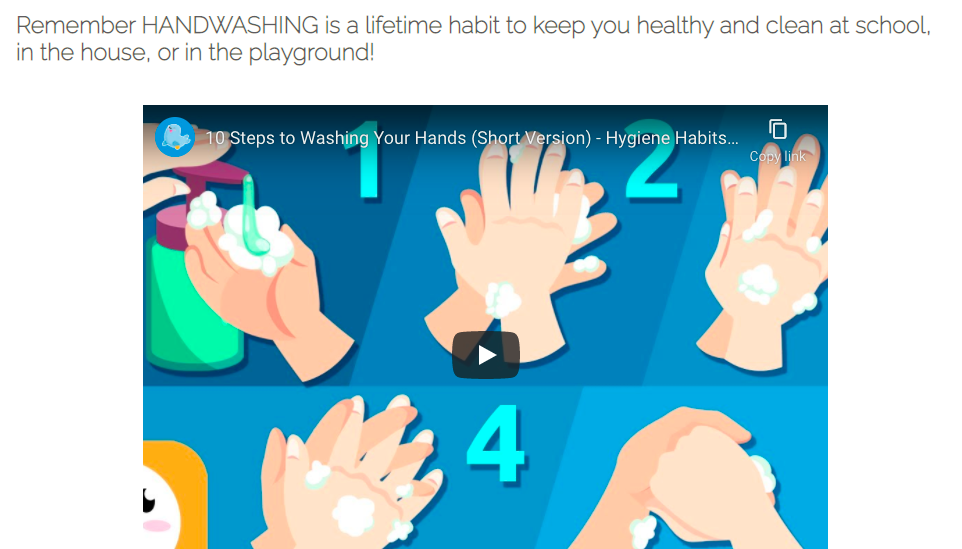 Remember HANDWASHING is a lifetime habit to keep you healthy and clean at school,
in the house, or in the playground!
10 Steps to Washing Your Hands (Short Version) - Hygiene Habits...
Copy link
1
2
4